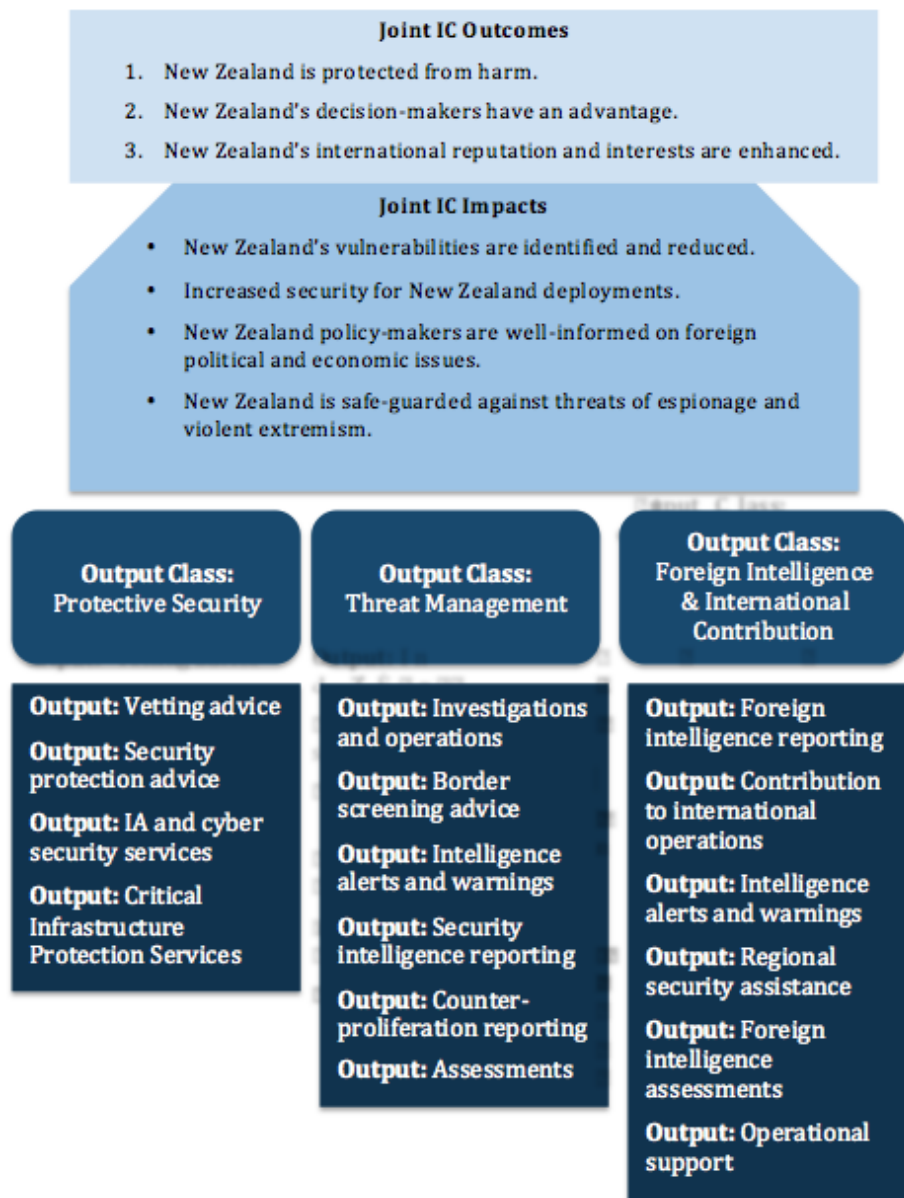 Joint IC Outcomes
1. New Zealand is protected from harm.
2. New Zealand's decision-makers have an advantage.
3. New Zealand's international reputation and interests are enhanced.
Joint IC Impacts
• New Zealand's vulnerabilities are identified and reduced.
• Increased security for New Zealand deployments.
• New Zealand policy-makers are well-informed on foreign
political and economic issues.
• New Zealand is safe-guarded against threats of espionage and
violent extremism.
Output Class:
Protective Security
Output: Vetting advice
Output: Security
protection advice
Output: IA and cyber
security services
Output: Critical
Infrastructure
Protection Services
Output Class:
Threat Management
Output: Investigations
and operations
Output: Border
screening advice
Output: Intelligence
alerts and warnings
Output: Security
intelligence reporting
Output: Counter-
proliferation reporting
Output: Assessments
Output Class:
Foreign Intelligence
& International
Contribution
Output: Foreign
intelligence reporting
Output: Contribution
to international
operations
Output: Intelligence
alerts and warnings
Output: Regional
security assistance
Output: Foreign
intelligence
assessments
Output: Operational
support